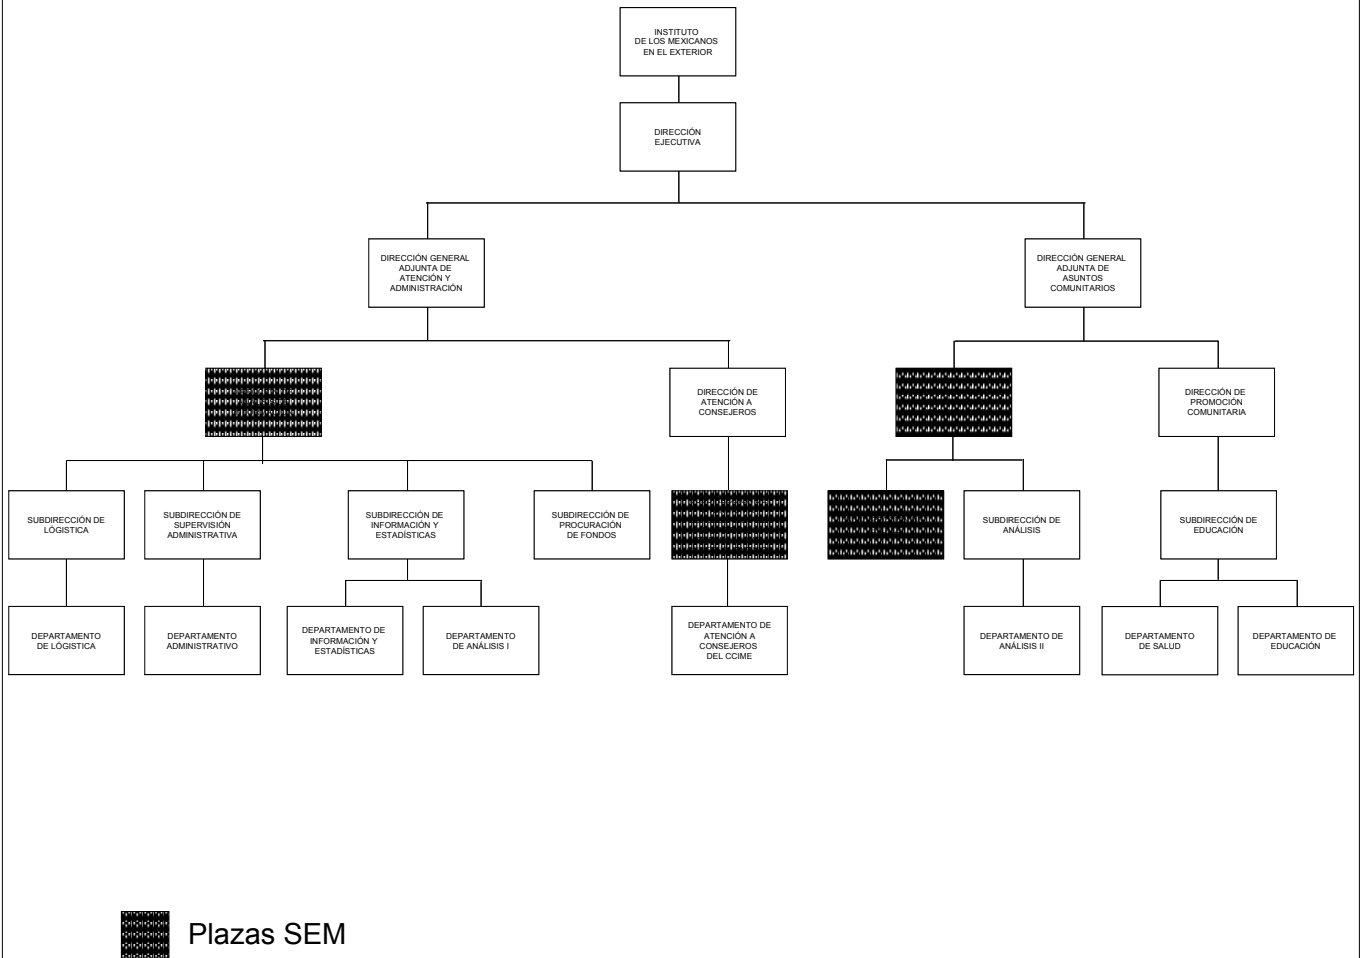 INSTITUTO
DE LOS MEXICANOS
EN EL EXTERIOR
DIRECCIÓN
EJECUTIVA
DIRECCIÓN GENERAL
ADJUNTA DE
ATENCIÓN Y
ADMINISTRACIÓN
DIRECCIÓN GENERAL
ADJUNTA DE
ASUNTOS
COMUNITARIOS
DIRECCIÓN DE
ATENCIÓN A
CONSEJEROS
DIRECCIÓN DE
PROMOCIÓN
COMUNITARIA
SUBDIRECCIÓN DE
LÓGISTICA
SUBDIRECCIÓN DE
SUPERVISIÓN
ADMINISTRATIVA
SUBDIRECCIÓN DE
INFORMACIÓN Y
ESTADÍSTICAS
SUBDIRECCIÓN DE
PROCURACIÓN
DE FONDOS
SUBDIRECCIÓN DE
ANÁLISIS
SUBDIRECCIÓN DE
EDUCACIÓN
DEPARTAMENTO
DE LÓGISTICA
DEPARTAMENTO
ADMINISTRATIVO
DEPARTAMENTO DE
INFORMACIÓN Y
ESTADÍSTICAS
DEPARTAMENTO
DE ANÁLISIS I
DEPARTAMENTO DE
ATENCIÓN A
CONSEJEROS
DEL CCIME
DEPARTAMENTO DE
ANÁLISIS II
DEPARTAMENTO
DE SALUD
DEPARTAMENTO DE
EDUCACIÓN
Plazas SEM